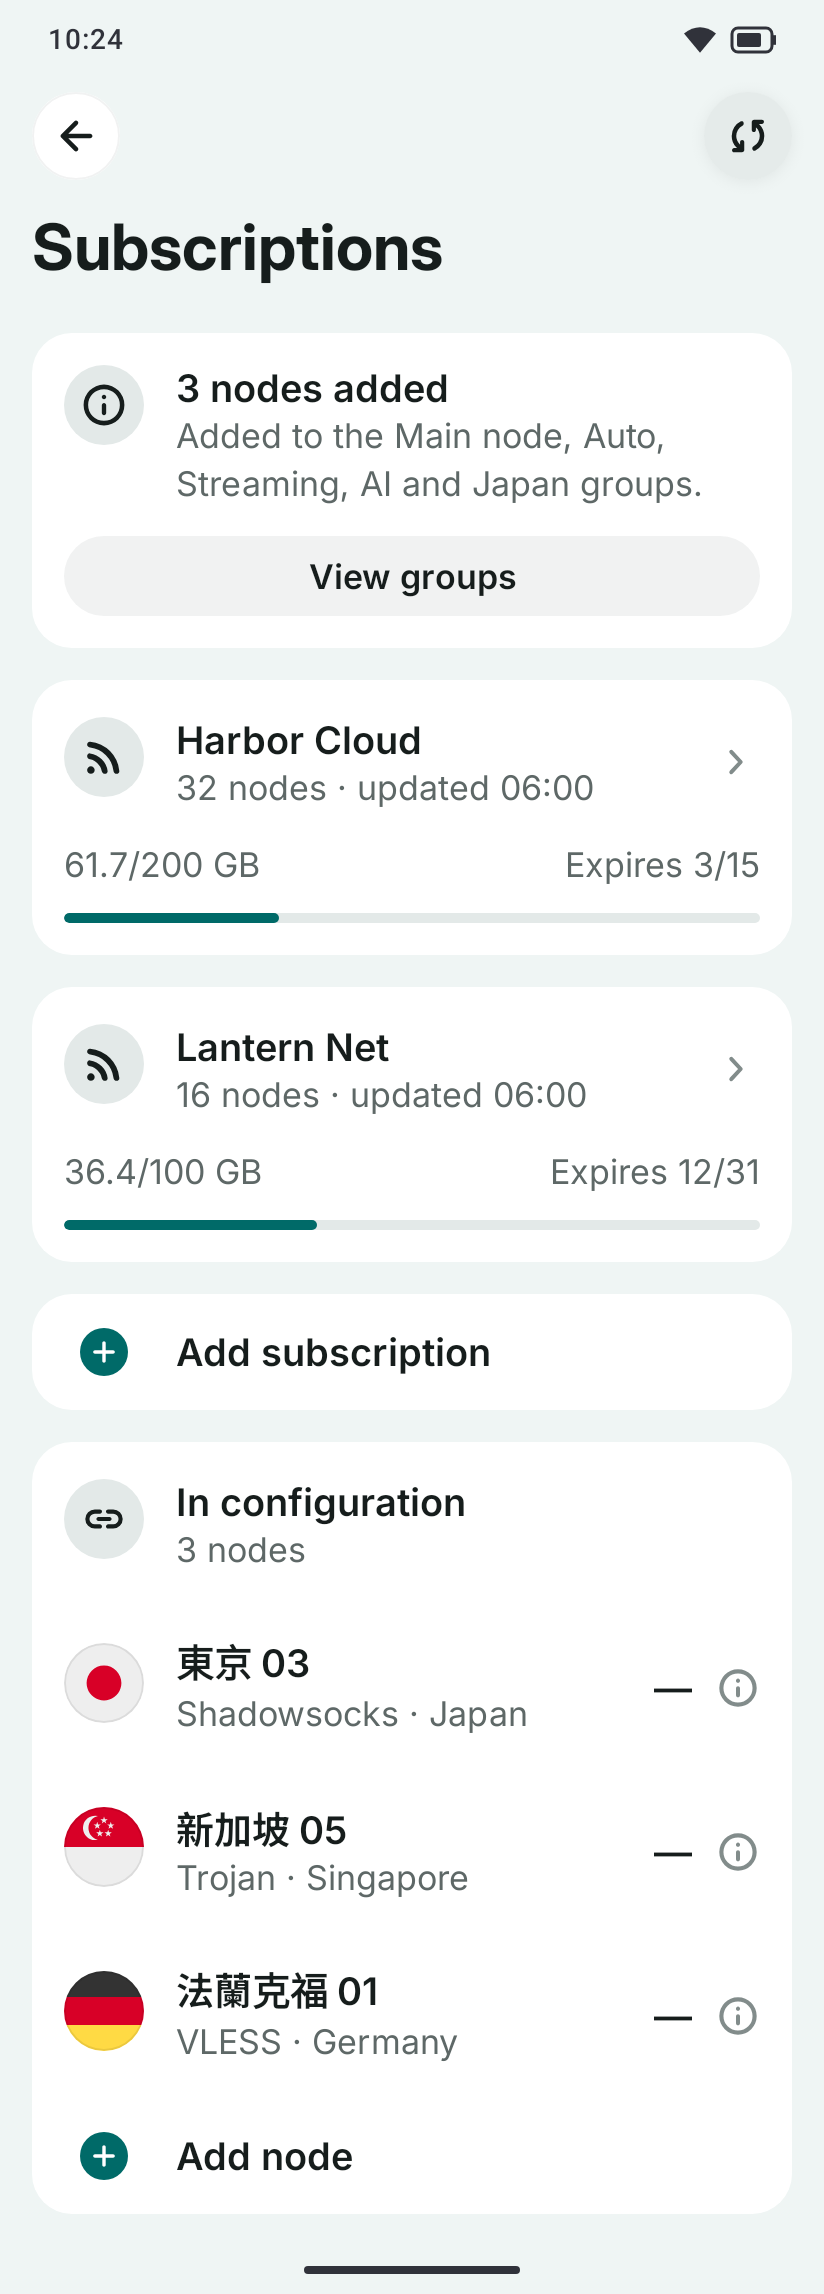 10:24
Subscriptions
3 nodes added
Added to the Main node, Auto,
Streaming, AI and Japan groups.
View groups
Harbor Cloud
32 nodes · updated 06:00
61.7/200 GB
Expires 3/15
Lantern Net
16 nodes · updated 06:00
36.4/100 GB
Expires 12/31
Add subscription
In configuration
3 nodes
東京 03
Shadowsocks · Japan
—
新加坡 05
Trojan · Singapore
—
法蘭克福 01
VLESS · Germany
—
Add node